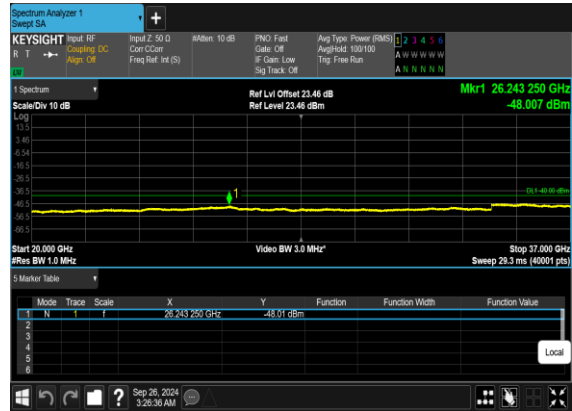 Spectrum Analyzer 1
Swept SA
+
KEYSIGHT Input: RF Input Z: 50 Ω #Atten: 10 dB PNO: Fast Avg Type: Power (RMS) 1 2 3 4 5 6
R T Coupling: DC Corr CCorr Gate: Off Avg|Hold: 100/100 A W W W W W
Align: Off Freq Ref: Int (S) IF Gain: Low Trig: Free Run
Sig Track: Off A N N N N N
1 Spectrum Ref Lvl Offset 23.46 dB Mkr1 26.243 250 GHz
Scale/Div 10 dB Ref Level 23.46 dBm -48.007 dBm
Log
13.5
3.46
-6.54
-16.5
-26.5
-36.5 DL1 -40.00 dBm
1
-46.5
-56.5
-66.5
Start 20.000 GHz Video BW 3.0 MHz* Stop 37.000 GHz
#Res BW 1.0 MHz Sweep 29.3 ms (40001 pts)
5 Marker Table
Mode Trace Scale X Y Function Function Width Function Value
1 N 1 f 26.243 250 GHz -48.01 dBm
2
3
4
5
6
Local
? Sep 26, 2024
3:26:36 AM